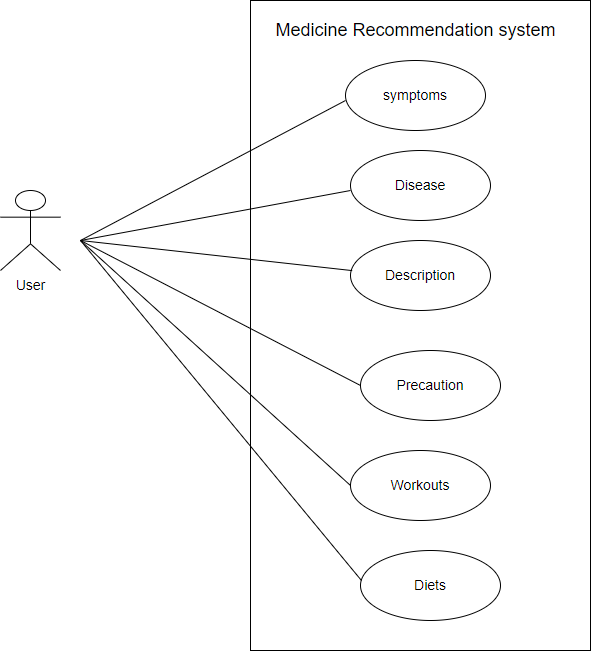 Medicine Recommendation system
symptoms
Disease
User
Description
Precaution
Workouts
Diets